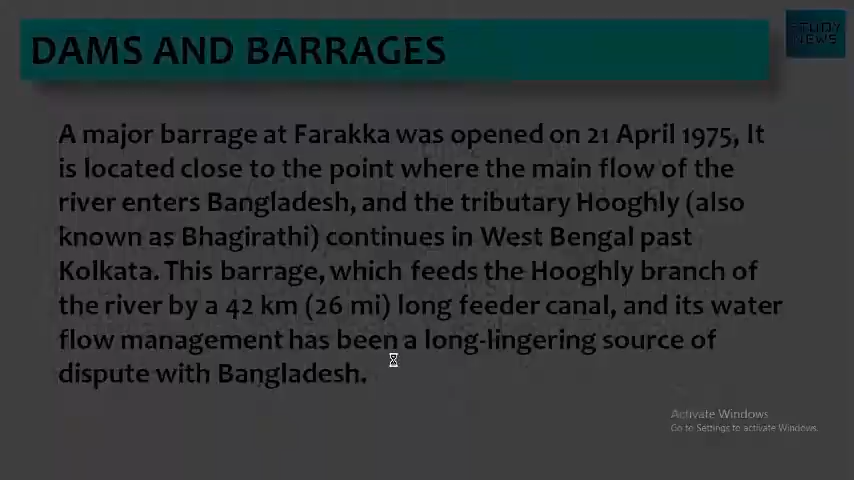 DAMS AND BARRAGES
STUDY
NEWS
A major barrage at Farakka was opened on 21 April 1975, It
is located close to the point where the main flow of the
river enters Bangladesh, and the tributary Hooghly (also
known as Bhagirathi) continues in West Bengal past
Kolkata. This barrage, which feeds the Hooghly branch of
the river by a 42 km (26 mi) long feeder canal, and its water
flow management has been a long-lingering source of
dispute with Bangladesh.
Activate Windows
Go to Settings to activate Windows.